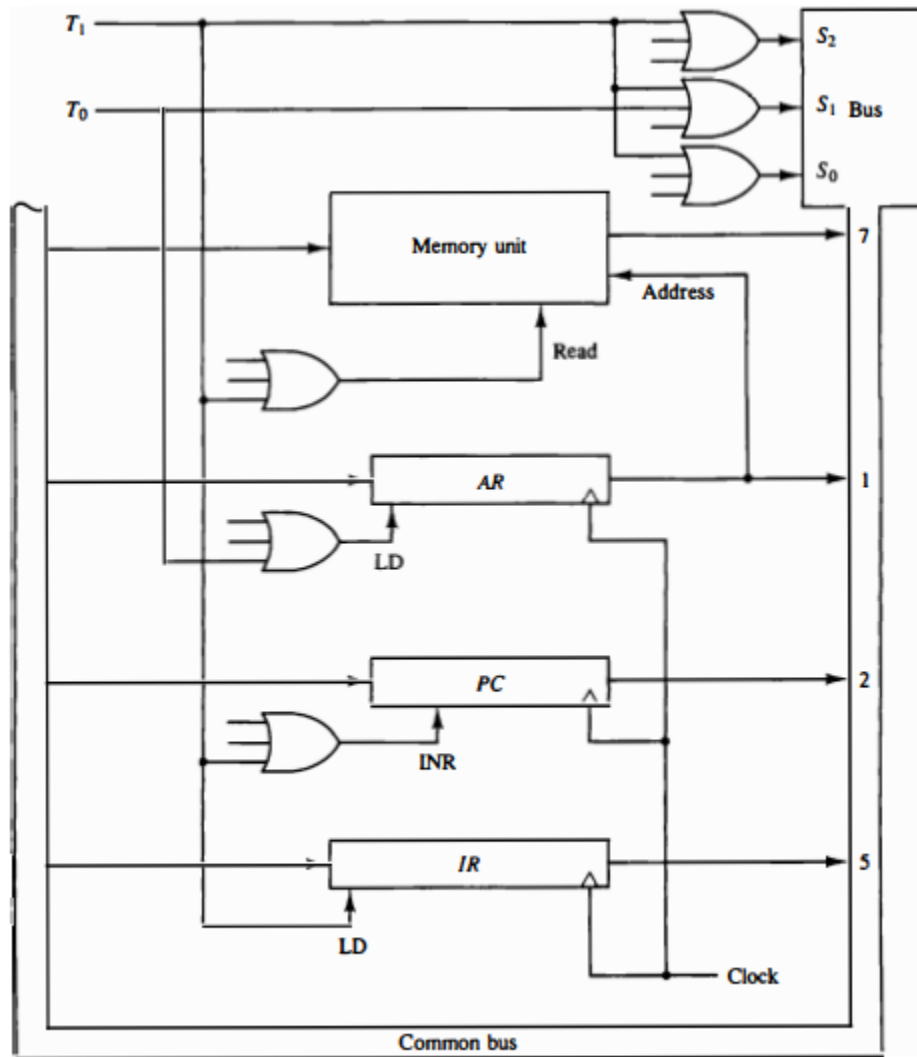 T₁
S₂
T₀
S₁
Bus
S₀
Memory unit
7
Address
Read
AR
1
LD
PC
2
INR
IR
5
LD
Clock
Common bus